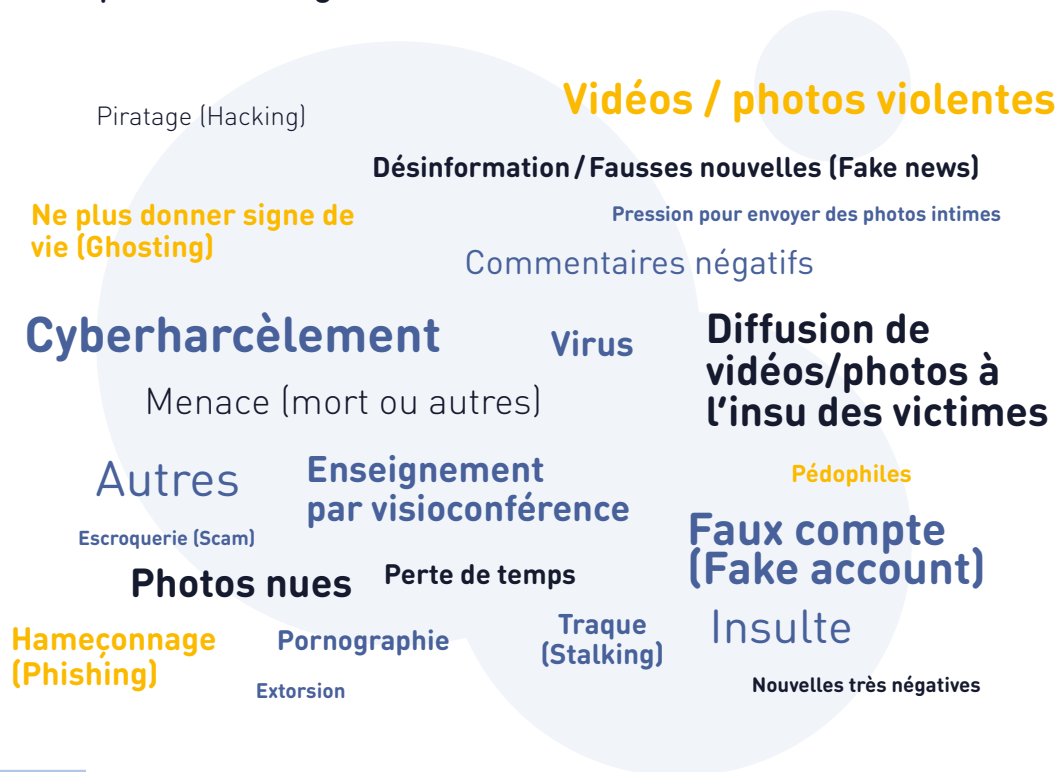 Vidéos / photos violentes
Piratage (Hacking)
Désinformation / Fausses nouvelles (Fake news)
Ne plus donner signe de
vie (Ghosting)
Pression pour envoyer des photos intimes
Commentaires négatifs
Cyberharcèlement
Virus
Diffusion de
vidéos/photos à
l'insu des victimes
Menace (mort ou autres)
Autres
Enseignement
par visioconférence
Pédophiles
Escroquerie (Scam)
Faux compte
(Fake account)
Photos nues
Perte de temps
Hameçonnage
(Phishing)
Pornographie
Traque
(Stalking)
Insulte
Extorsion
Nouvelles très négatives